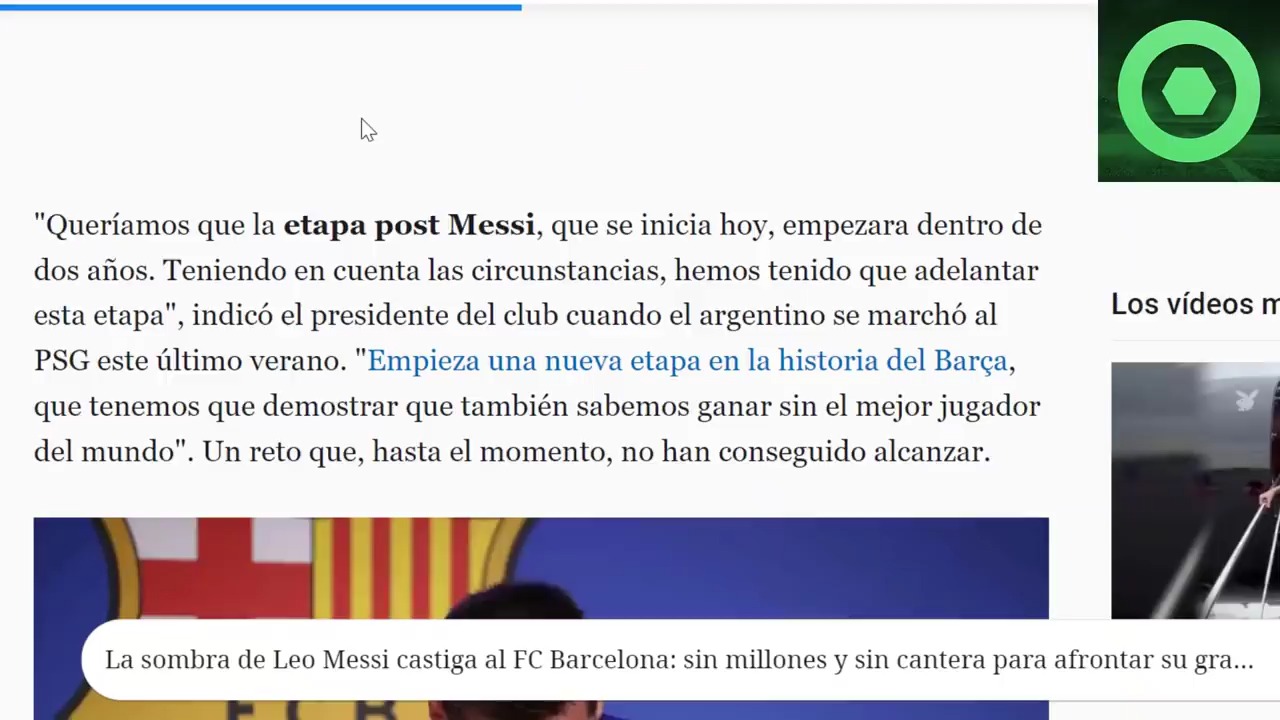 "Queríamos que la etapa post Messi, que se inicia hoy, empezara dentro de
dos años. Teniendo en cuenta las circunstancias, hemos tenido que adelantar
esta etapa", indicó el presidente del club cuando el argentino se marchó al
PSG este último verano. "Empieza una nueva etapa en la historia del Barça,
que tenemos que demostrar que también sabemos ganar sin el mejor jugador
del mundo". Un reto que, hasta el momento, no han conseguido alcanzar.
Los vídeos m
La sombra de Leo Messi castiga al FC Barcelona: sin millones y sin cantera para afrontar su gra...
F C B